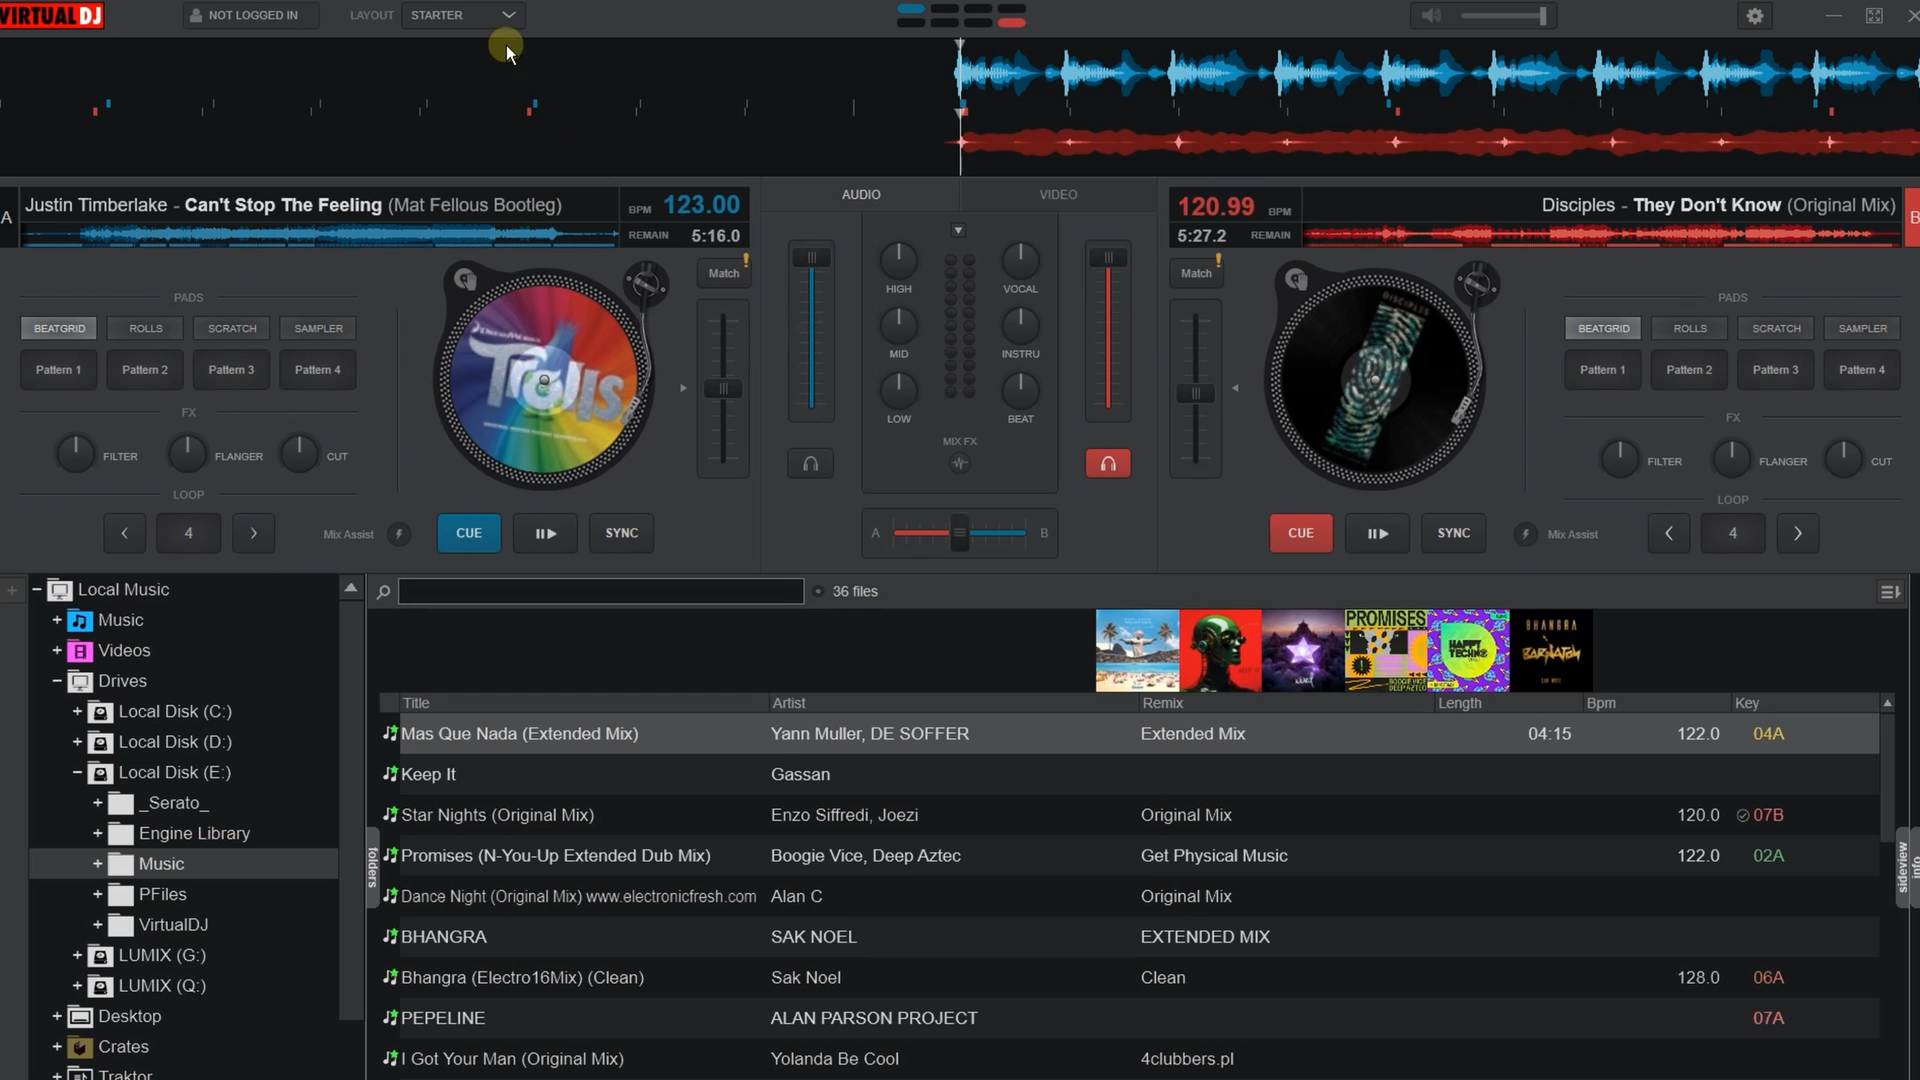 VIRTUAL DJ
NOT LOGGED IN
LAYOUT
STARTER
A
Justin Timberlake - Can't Stop The Feeling (Mat Fellous Bootleg)
BPM 123.00
REMAIN 5:16.0
AUDIO
VIDEO
120.99 BPM
5:27.2 REMAIN
Disciples - They Don't Know (Original Mix)
B
Match
HIGH
VOCAL
MID
INSTRU
LOW
BEAT
MIX FX
A
B
Match
PADS
BEATGRID
ROLLS
SCRATCH
SAMPLER
Pattern 1
Pattern 2
Pattern 3
Pattern 4
FX
FILTER
FLANGER
CUT
LOOP
4
Mix Assist
CUE
SYNC
Trolls
DISCIPLES
PADS
BEATGRID
ROLLS
SCRATCH
SAMPLER
Pattern 1
Pattern 2
Pattern 3
Pattern 4
FX
FILTER
FLANGER
CUT
LOOP
CUE
SYNC
Mix Assist
4
Local Music
Music
Videos
Drives
Local Disk (C:)
Local Disk (D:)
Local Disk (E:)
_Serato_
Engine Library
Music
PFiles
VirtualDJ
LUMIX (G:)
LUMIX (Q:)
Desktop
Crates
Traktor
folders
36 files
PROMISES
BOOGIE VICE
DEEP AZTEC
HAPPY TECHNO
BHANGRA
Title Artist Remix Length Bpm Key
Mas Que Nada (Extended Mix) Yann Muller, DE SOFFER Extended Mix 04:15 122.0 04A
Keep It Gassan
Star Nights (Original Mix) Enzo Siffredi, Joezi Original Mix 120.0 07B
Promises (N-You-Up Extended Dub Mix) Boogie Vice, Deep Aztec Get Physical Music 122.0 02A
Dance Night (Original Mix) www.electronicfresh.com Alan C Original Mix
BHANGRA SAK NOEL EXTENDED MIX
Bhangra (Electro16Mix) (Clean) Sak Noel Clean 128.0 06A
PEPELINE ALAN PARSON PROJECT 07A
I Got Your Man (Original Mix) Yolanda Be Cool 4clubbers.pl
sideview
info